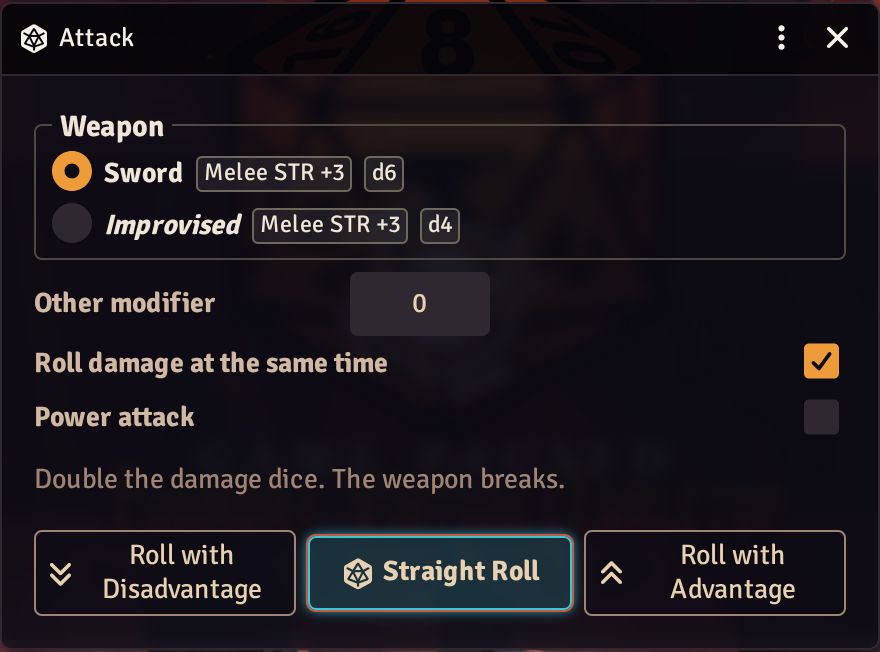 Attack
Weapon
Sword Melee STR +3 d6
Improvised Melee STR +3 d4
Other modifier 0
Roll damage at the same time
Power attack
Double the damage dice. The weapon breaks.
Roll with
Disadvantage
Straight Roll
Roll with
Advantage
8